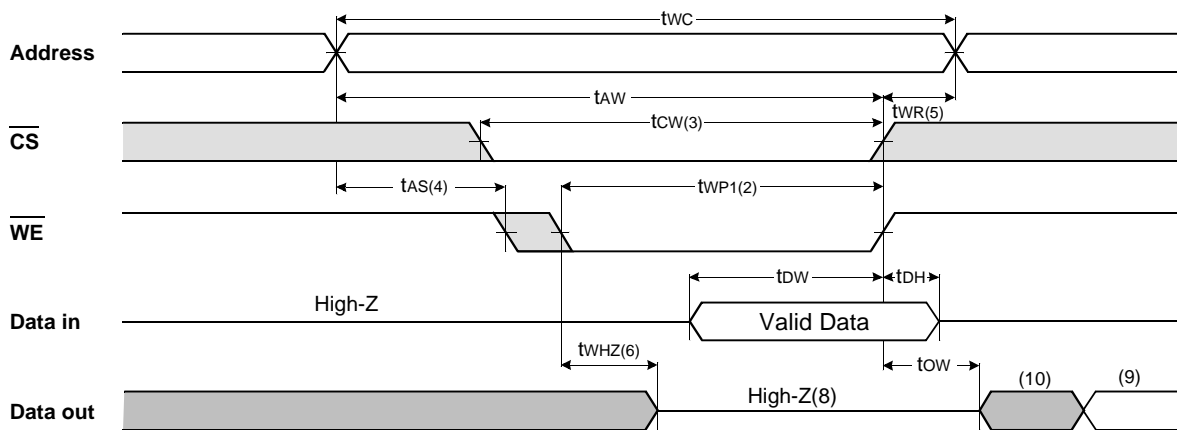 tWC
Address
tAW
tWR(5)
tCW(3)
CS
tAS(4)
tWP1(2)
WE
tDW
tDH
High-Z
Data in
Valid Data
tWHZ(6)
tOW
(10)
(9)
High-Z(8)
Data out